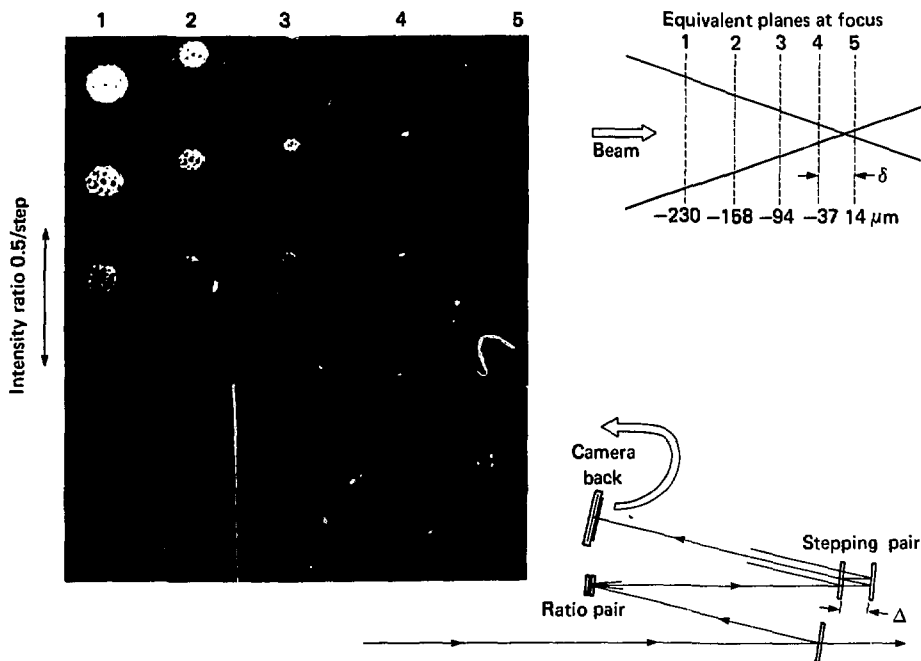 1 2 3 4 5
Intensity ratio 0.5/step
Equivalent planes at focus
1 2 3 4 5
Beam
δ
−230 −158 −94 −37 14 μm
Camera
back
Stepping pair
Ratio pair
Δ